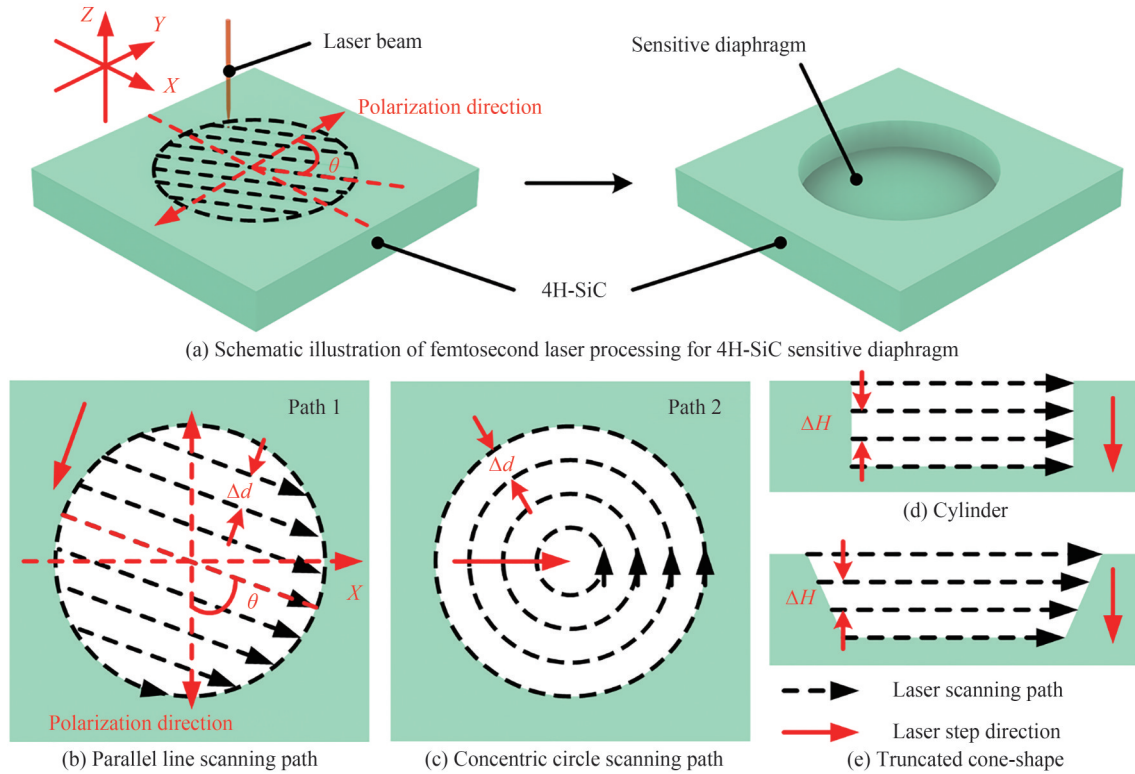 Z
Y
X
Laser beam
Polarization direction
θ
Sensitive diaphragm
4H-SiC
(a) Schematic illustration of femtosecond laser processing for 4H-SiC sensitive diaphragm
Path 1
Δd
X
θ
Polarization direction
(b) Parallel line scanning path
Path 2
Δd
(c) Concentric circle scanning path
ΔH
(d) Cylinder
ΔH
Laser scanning path
Laser step direction
(e) Truncated cone-shape